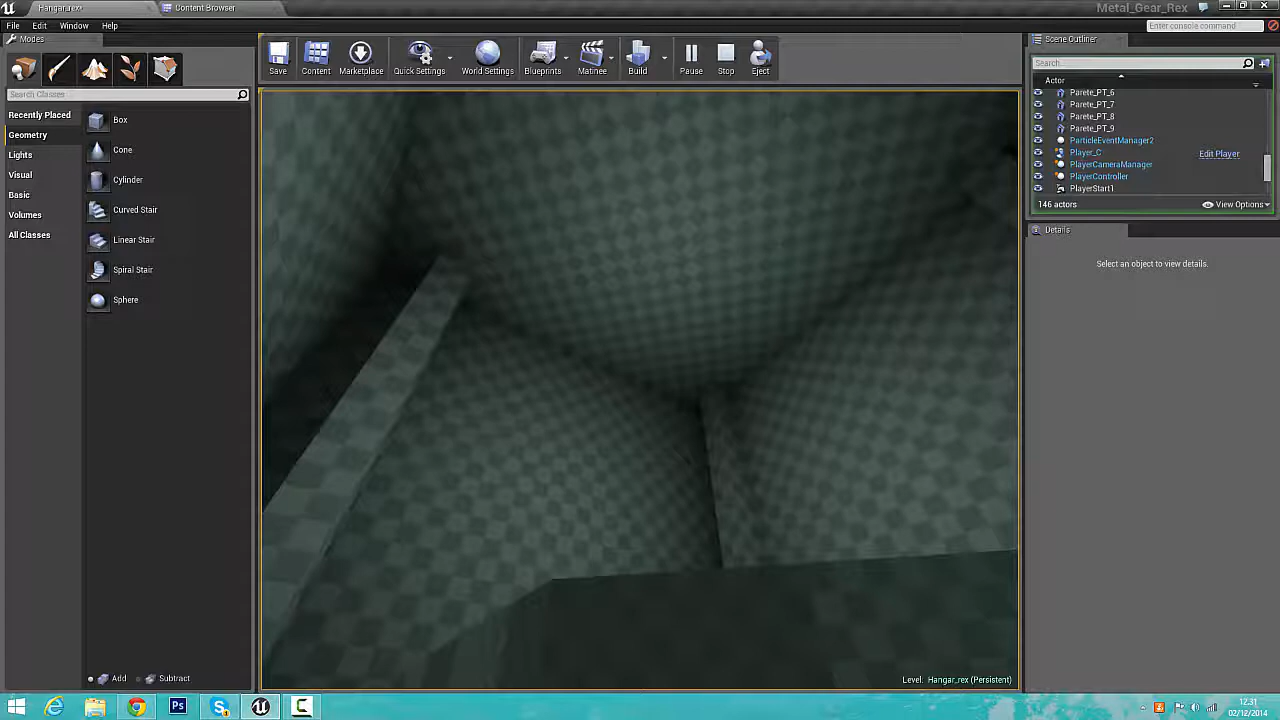 Hangar_rex
Content Browser
Metal_Gear_Rex
File Edit Window Help
Enter console command
Modes
Scene Outliner
Save
Quick Settings
World Settings
Blueprints
Matinee
Build
Pause
Stop
Eject
Search...
Actor
Search Classes
Recently Placed
Geometry
Lights
Visual
Basic
Volumes
All Classes
Box
Cone
Cylinder
Curved Stair
Linear Stair
Spiral Stair
Sphere
Parete_PT_6
Parete_PT_7
Parete_PT_8
Parete_PT_9
ParticleEventManager2
Player_C Edit Player
PlayerCameraManager
PlayerController
PlayerStart1
146 actors View Options
Details
Select an object to view details.
Add Subtract
Level: Hangar_rex (Persistent)
Ps
12.31
02/12/2014